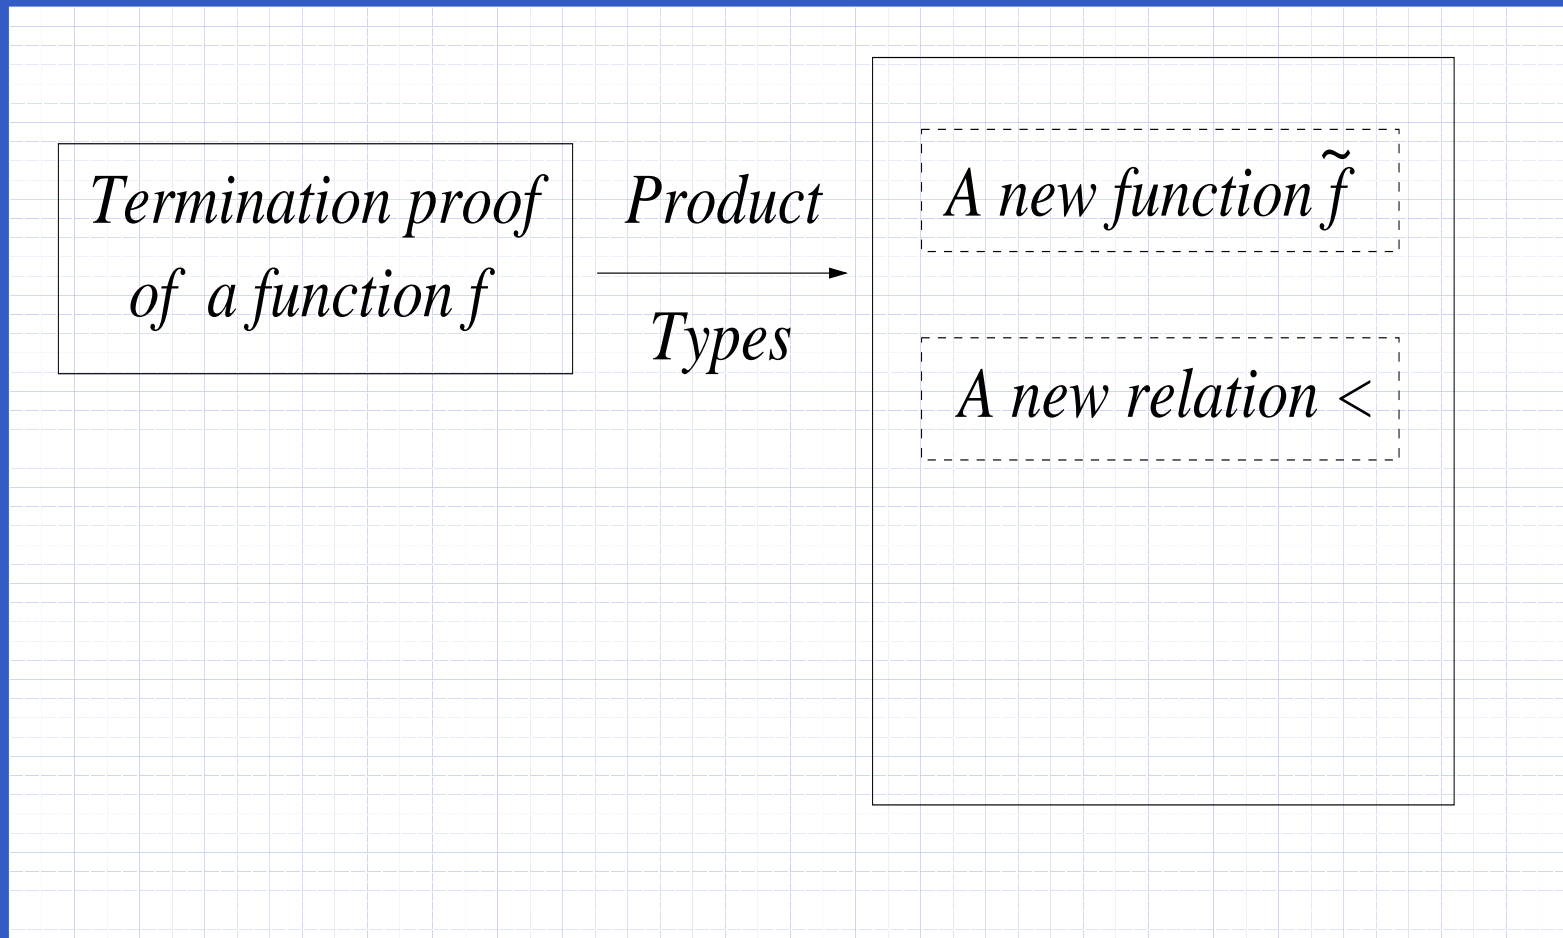 Termination proof
of a function f
Product
Types
A new function f̃
A new relation <